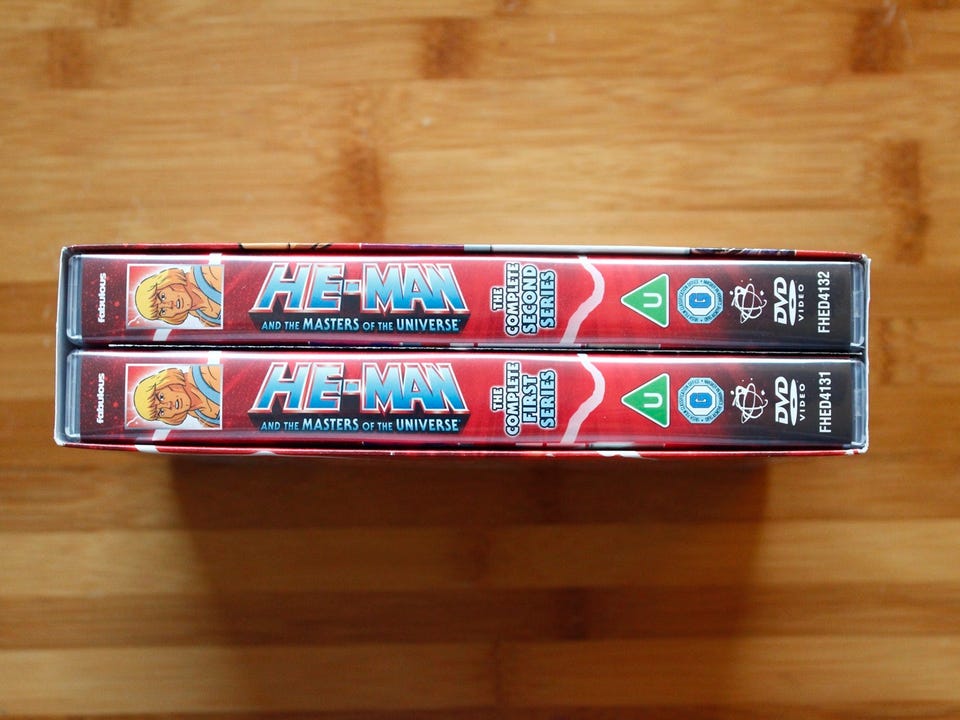 fabulous
HE-MAN
AND THE MASTERS OF THE UNIVERSE
THE
COMPLETE
SECOND
SERIES
U
DVD
VIDEO
FHED4132
fabulous
HE-MAN
AND THE MASTERS OF THE UNIVERSE
THE
COMPLETE
FIRST
SERIES
U
DVD
VIDEO
FHED4131